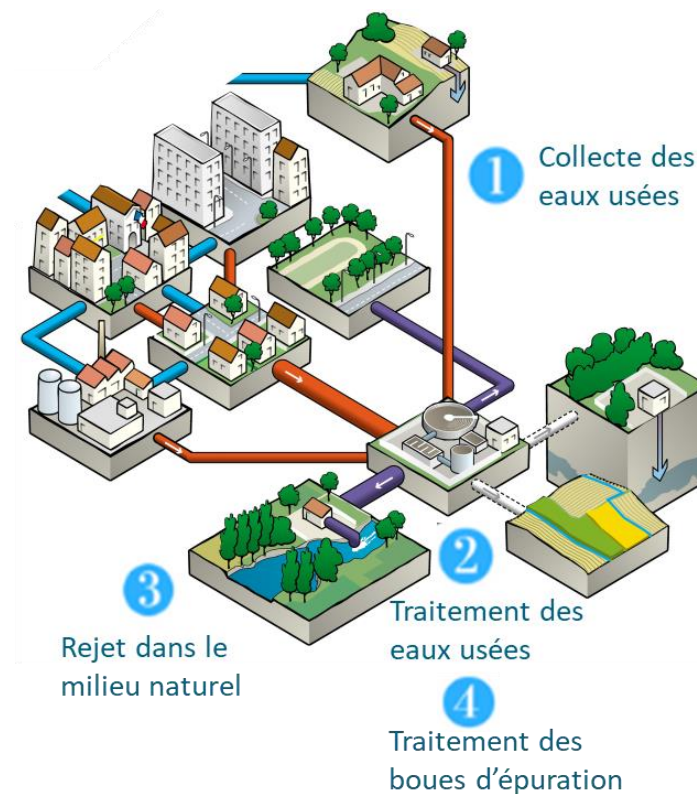 1 Collecte des
eaux usées
2
Traitement des
eaux usées
3
Rejet dans le
milieu naturel
4
Traitement des
boues d’épuration